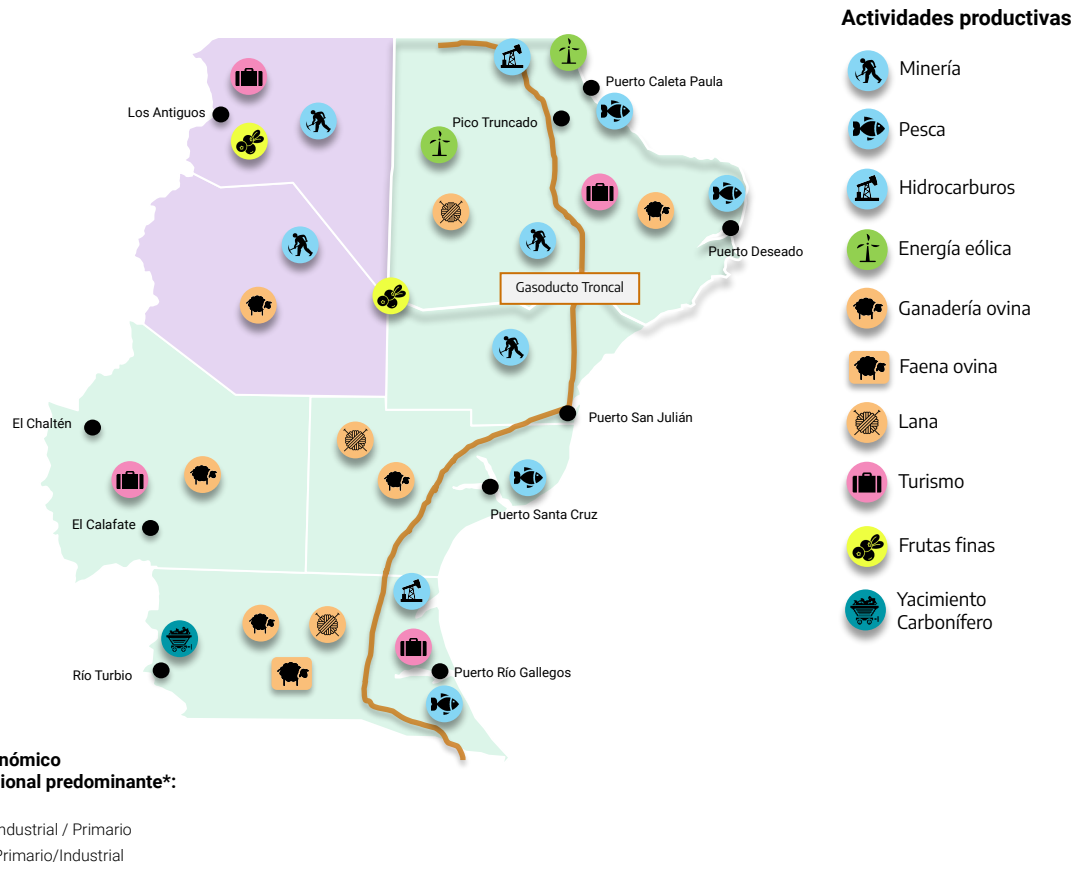 Actividades productivas
Minería
Pesca
Hidrocarburos
Energía eólica
Ganadería ovina
Faena ovina
Lana
Turismo
Frutas finas
Yacimiento
Carbonífero
Puerto Caleta Paula
Los Antiguos
Pico Truncado
Puerto Deseado
Gasoducto Troncal
Puerto San Julián
El Chaltén
Puerto Santa Cruz
El Calafate
Río Turbio
Puerto Río Gallegos
nómico
ional predominante*:
ndustrial / Primario
Primario/Industrial